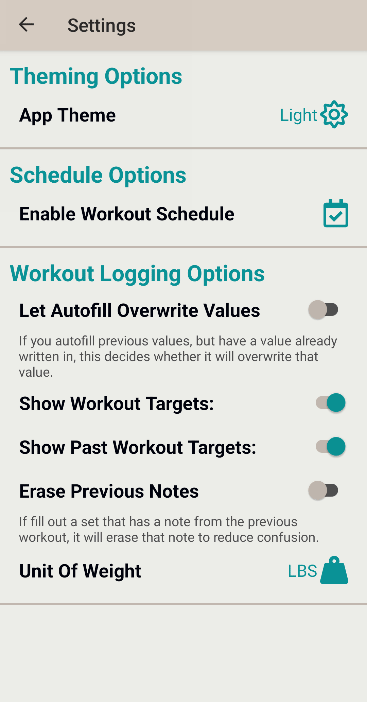 Settings
Theming Options
App Theme
Light
Schedule Options
Enable Workout Schedule
Workout Logging Options
Let Autofill Overwrite Values
If you autofill previous values, but have a value already
written in, this decides whether it will overwrite that
value.
Show Workout Targets:
Show Past Workout Targets:
Erase Previous Notes
If fill out a set that has a note from the previous
workout, it will erase that note to reduce confusion.
Unit Of Weight
LBS